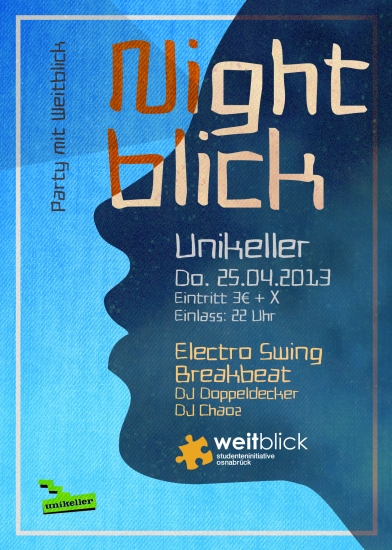 Party mit Weitblick
Night
blick
Unikeller
Do. 25.04.2013
Eintritt 3€ + X
Einlass: 22 Uhr
Electro Swing
Breakbeat
DJ Doppeldecker
DJ Chaoz
weitblick
studenteninitiative
osnabrück
unikeller